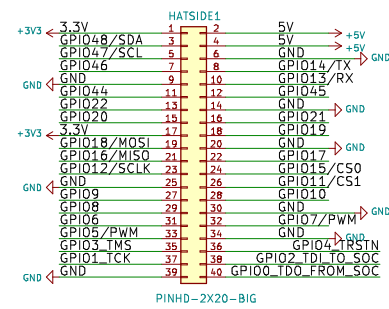 HATSIDE1
3.3V 1 2 5V
+3V3 +5V
GPIO48/SDA 3 4 5V
+5V
GPIO47/SCL 5 6 GND GND
GPIO46 7 8 GPIO14/TX
GND GND 9 10 GPIO13/RX
GPIO44 11 12 GPIO45
GPIO22 13 14 GND GND
GPIO20 15 16 GPIO21
+3V3 3.3V 17 18 GPIO19
GPIO18/MOSI 19 20 GND GND
GPIO16/MISO 21 22 GPIO17
GPIO12/SCLK 23 24 GPIO15/CS0
GND GND 25 26 GPIO11/CS1
GPIO9 27 28 GPIO10
GPIO8 29 30 GND GND
GPIO6 31 32 GPIO7/PWM
GPIO5/PWM 33 34 GND GND
GPIO3_TMS 35 36 GPIO4_TRSTN
GPIO1_TCK 37 38 GPIO2_TDI_TO_SOC
GND GND 39 40 GPIO0_TDO_FROM_SOC
PINHD-2X20-BIG